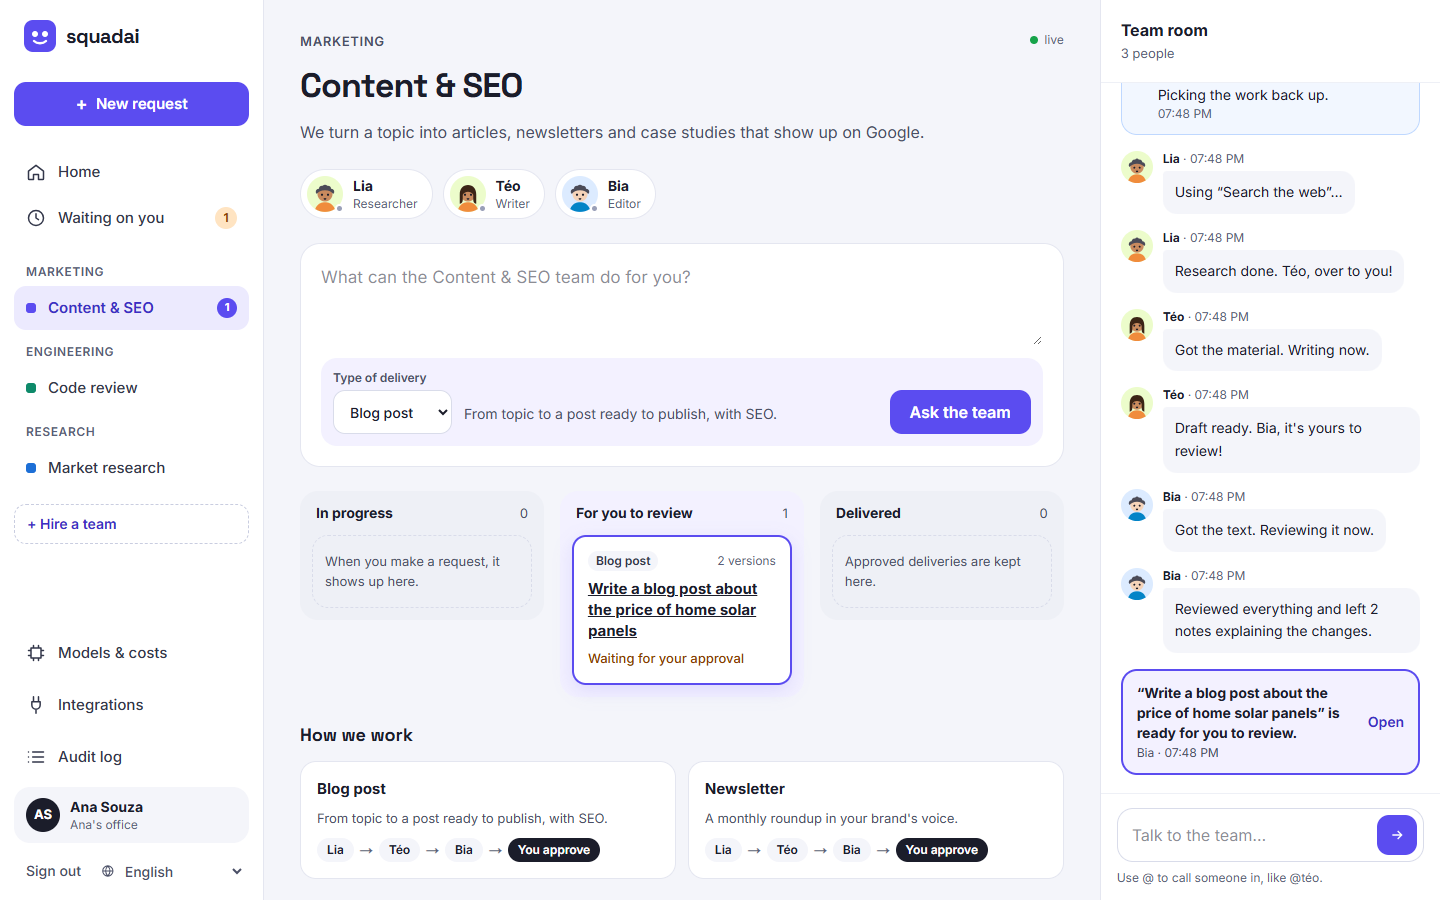 squadai
+ New request
Home
Waiting on you 1
MARKETING
Content & SEO 1
ENGINEERING
Code review
RESEARCH
Market research
+ Hire a team
Models & costs
Integrations
Audit log
AS
Ana Souza
Ana's office
Sign out
English
MARKETING
live
Content & SEO
We turn a topic into articles, newsletters and case studies that show up on Google.
Lia
Researcher
Téo
Writer
Bia
Editor
What can the Content & SEO team do for you?
Type of delivery
Blog post
From topic to a post ready to publish, with SEO.
Ask the team
In progress 0
When you make a request, it
shows up here.
For you to review 1
Blog post
2 versions
Write a blog post about
the price of home solar
panels
Waiting for your approval
Delivered 0
Approved deliveries are kept
here.
How we work
Blog post
From topic to a post ready to publish, with SEO.
Lia → Téo → Bia → You approve
Newsletter
A monthly roundup in your brand's voice.
Lia → Téo → Bia → You approve
Team room
3 people
Picking the work back up.
07:48 PM
Lia · 07:48 PM
Using “Search the web”...
Lia · 07:48 PM
Research done. Téo, over to you!
Téo · 07:48 PM
Got the material. Writing now.
Téo · 07:48 PM
Draft ready. Bia, it's yours to
review!
Bia · 07:48 PM
Got the text. Reviewing it now.
Bia · 07:48 PM
Reviewed everything and left 2
notes explaining the changes.
“Write a blog post about the
price of home solar panels” is
ready for you to review.
Bia · 07:48 PM
Open
Talk to the team...
Use @ to call someone in, like @téo.